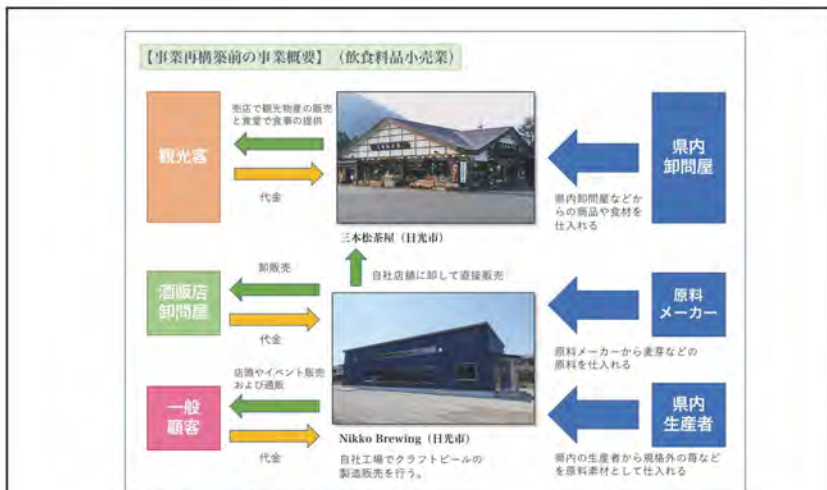 【事業再構築前の事業概要】（飲食料品小売業）
観光客
売店で観光物産の販売
と食堂で食事の提供
代金
三本松茶屋（日光市）
県内
卸問屋
県内卸問屋などか
らの商品や食材を
仕入れる
酒販店
卸問屋
卸販売
代金
自社店舗に卸して直接販売
原料
メーカー
原料メーカーから麦芽などの
原料を仕入れる
一般
顧客
店頭やイベント販売
および通販
代金
Nikko Brewing（日光市）
自社工場でクラフトビールの
製造販売を行う。
県内
生産者
県内の生産者から規格外の苺など
を原料素材として仕入れる